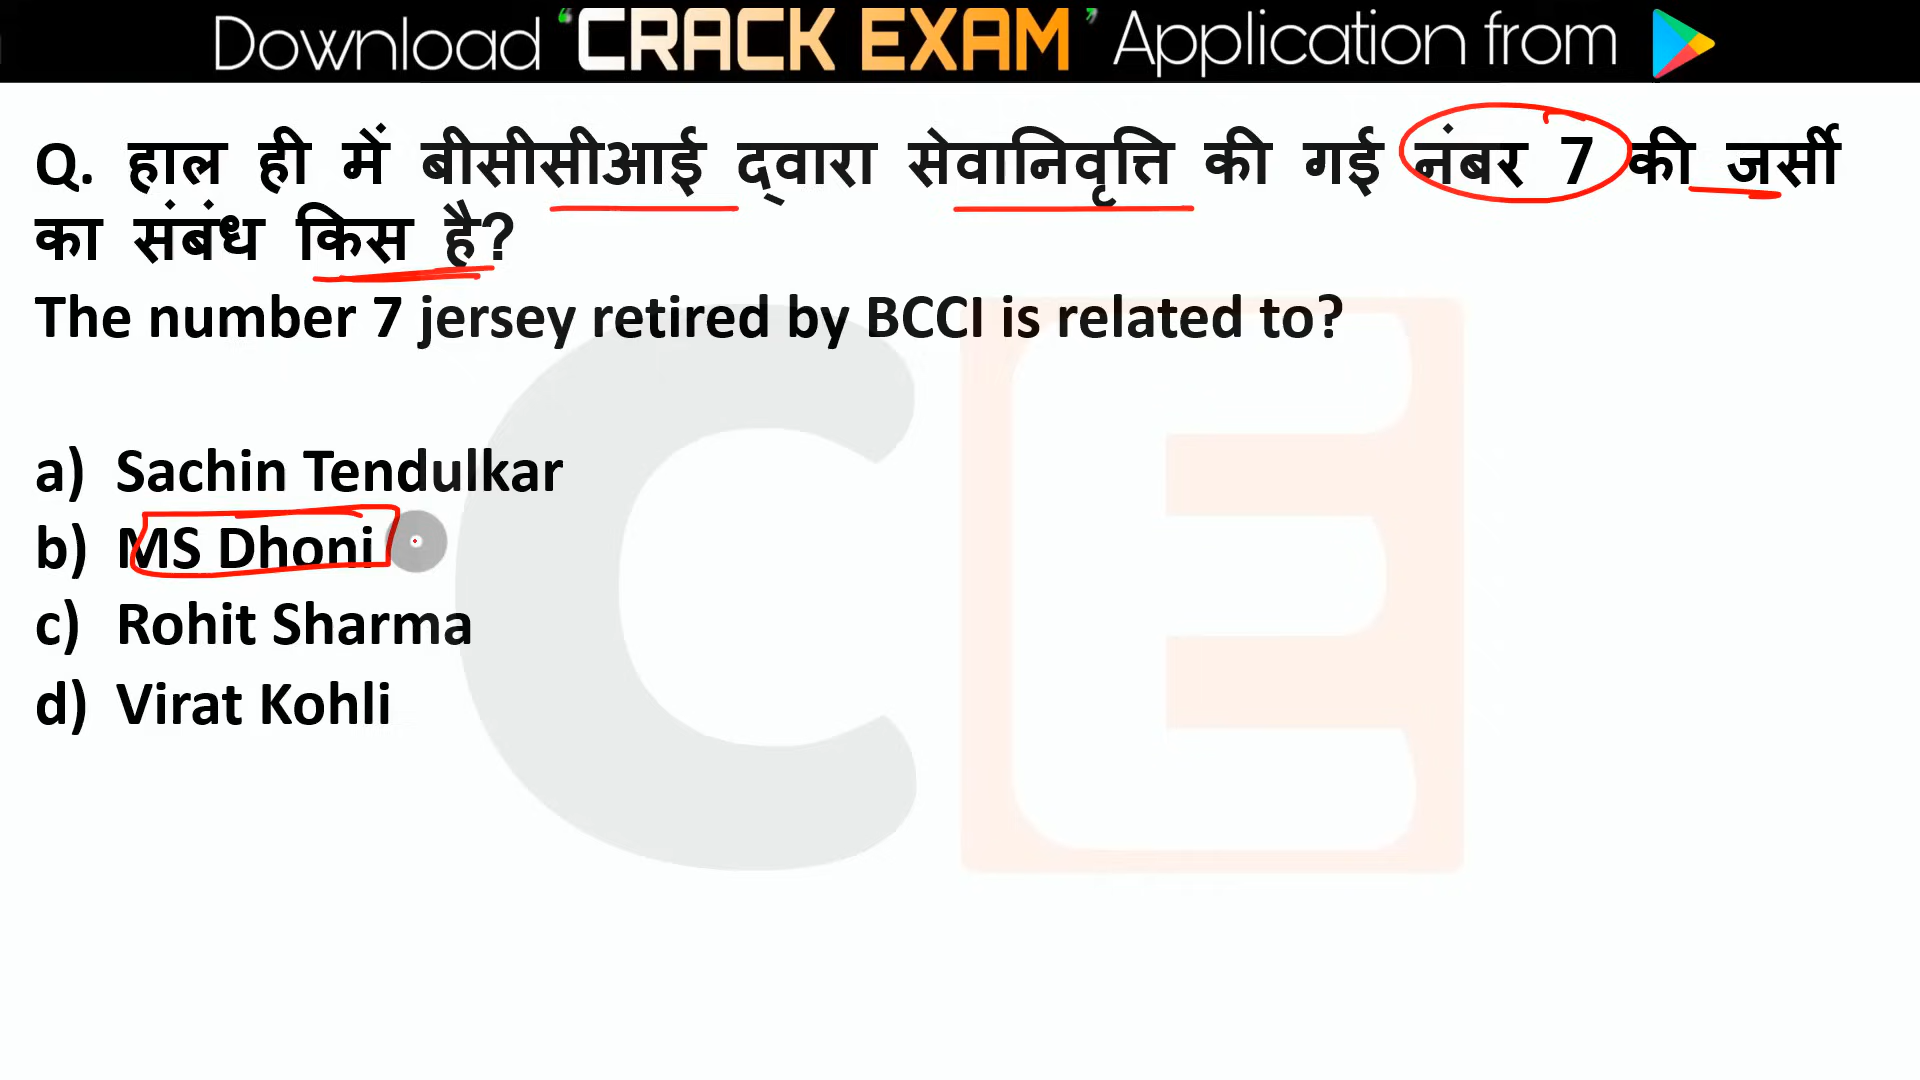 Download ‘CRACK EXAM’ Application from
Q. हाल ही में बीसीसीआई द्वारा सेवानिवृत्ति की गई नंबर 7 की जर्सी
का संबंध किस है?
The number 7 jersey retired by BCCI is related to?
a) Sachin Tendulkar
b) MS Dhoni
c) Rohit Sharma
d) Virat Kohli
CE